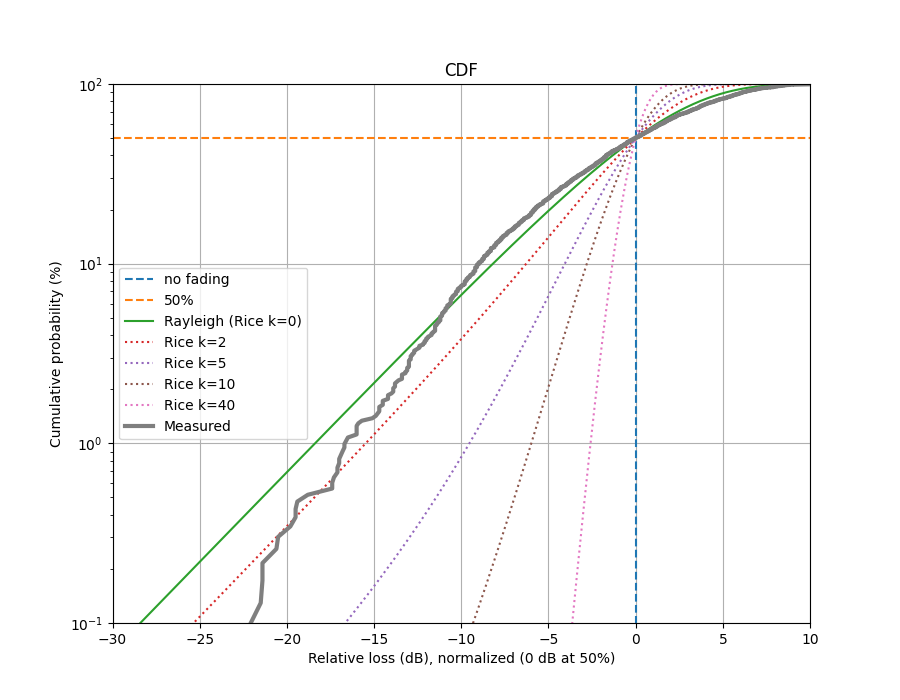 CDF
Cumulative probability (%)
10²
10¹
10⁰
10⁻¹
no fading
50%
Rayleigh (Rice k=0)
Rice k=2
Rice k=5
Rice k=10
Rice k=40
Measured
−30 −25 −20 −15 −10 −5 0 5 10
Relative loss (dB), normalized (0 dB at 50%)